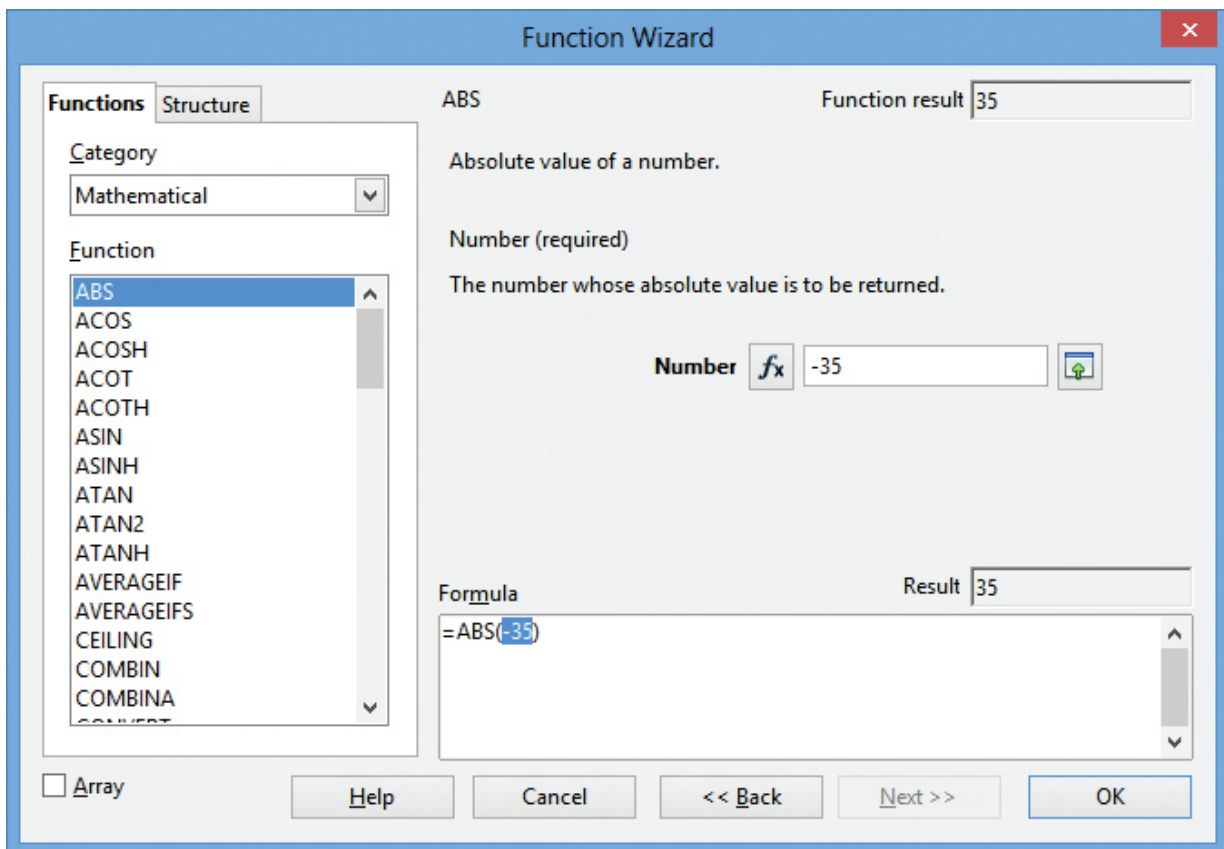 Function Wizard
Functions Structure
Category
Mathematical
Function
ABS
ACOS
ACOSH
ACOT
ACOTH
ASIN
ASINH
ATAN
ATAN2
ATANH
AVERAGEIF
AVERAGEIFS
CEILING
COMBIN
COMBINA
CONVERT
Array
ABS
Function result 35
Absolute value of a number.
Number (required)
The number whose absolute value is to be returned.
Number fx -35
Formula
Result 35
=ABS(-35)
Help Cancel << Back Next >> OK